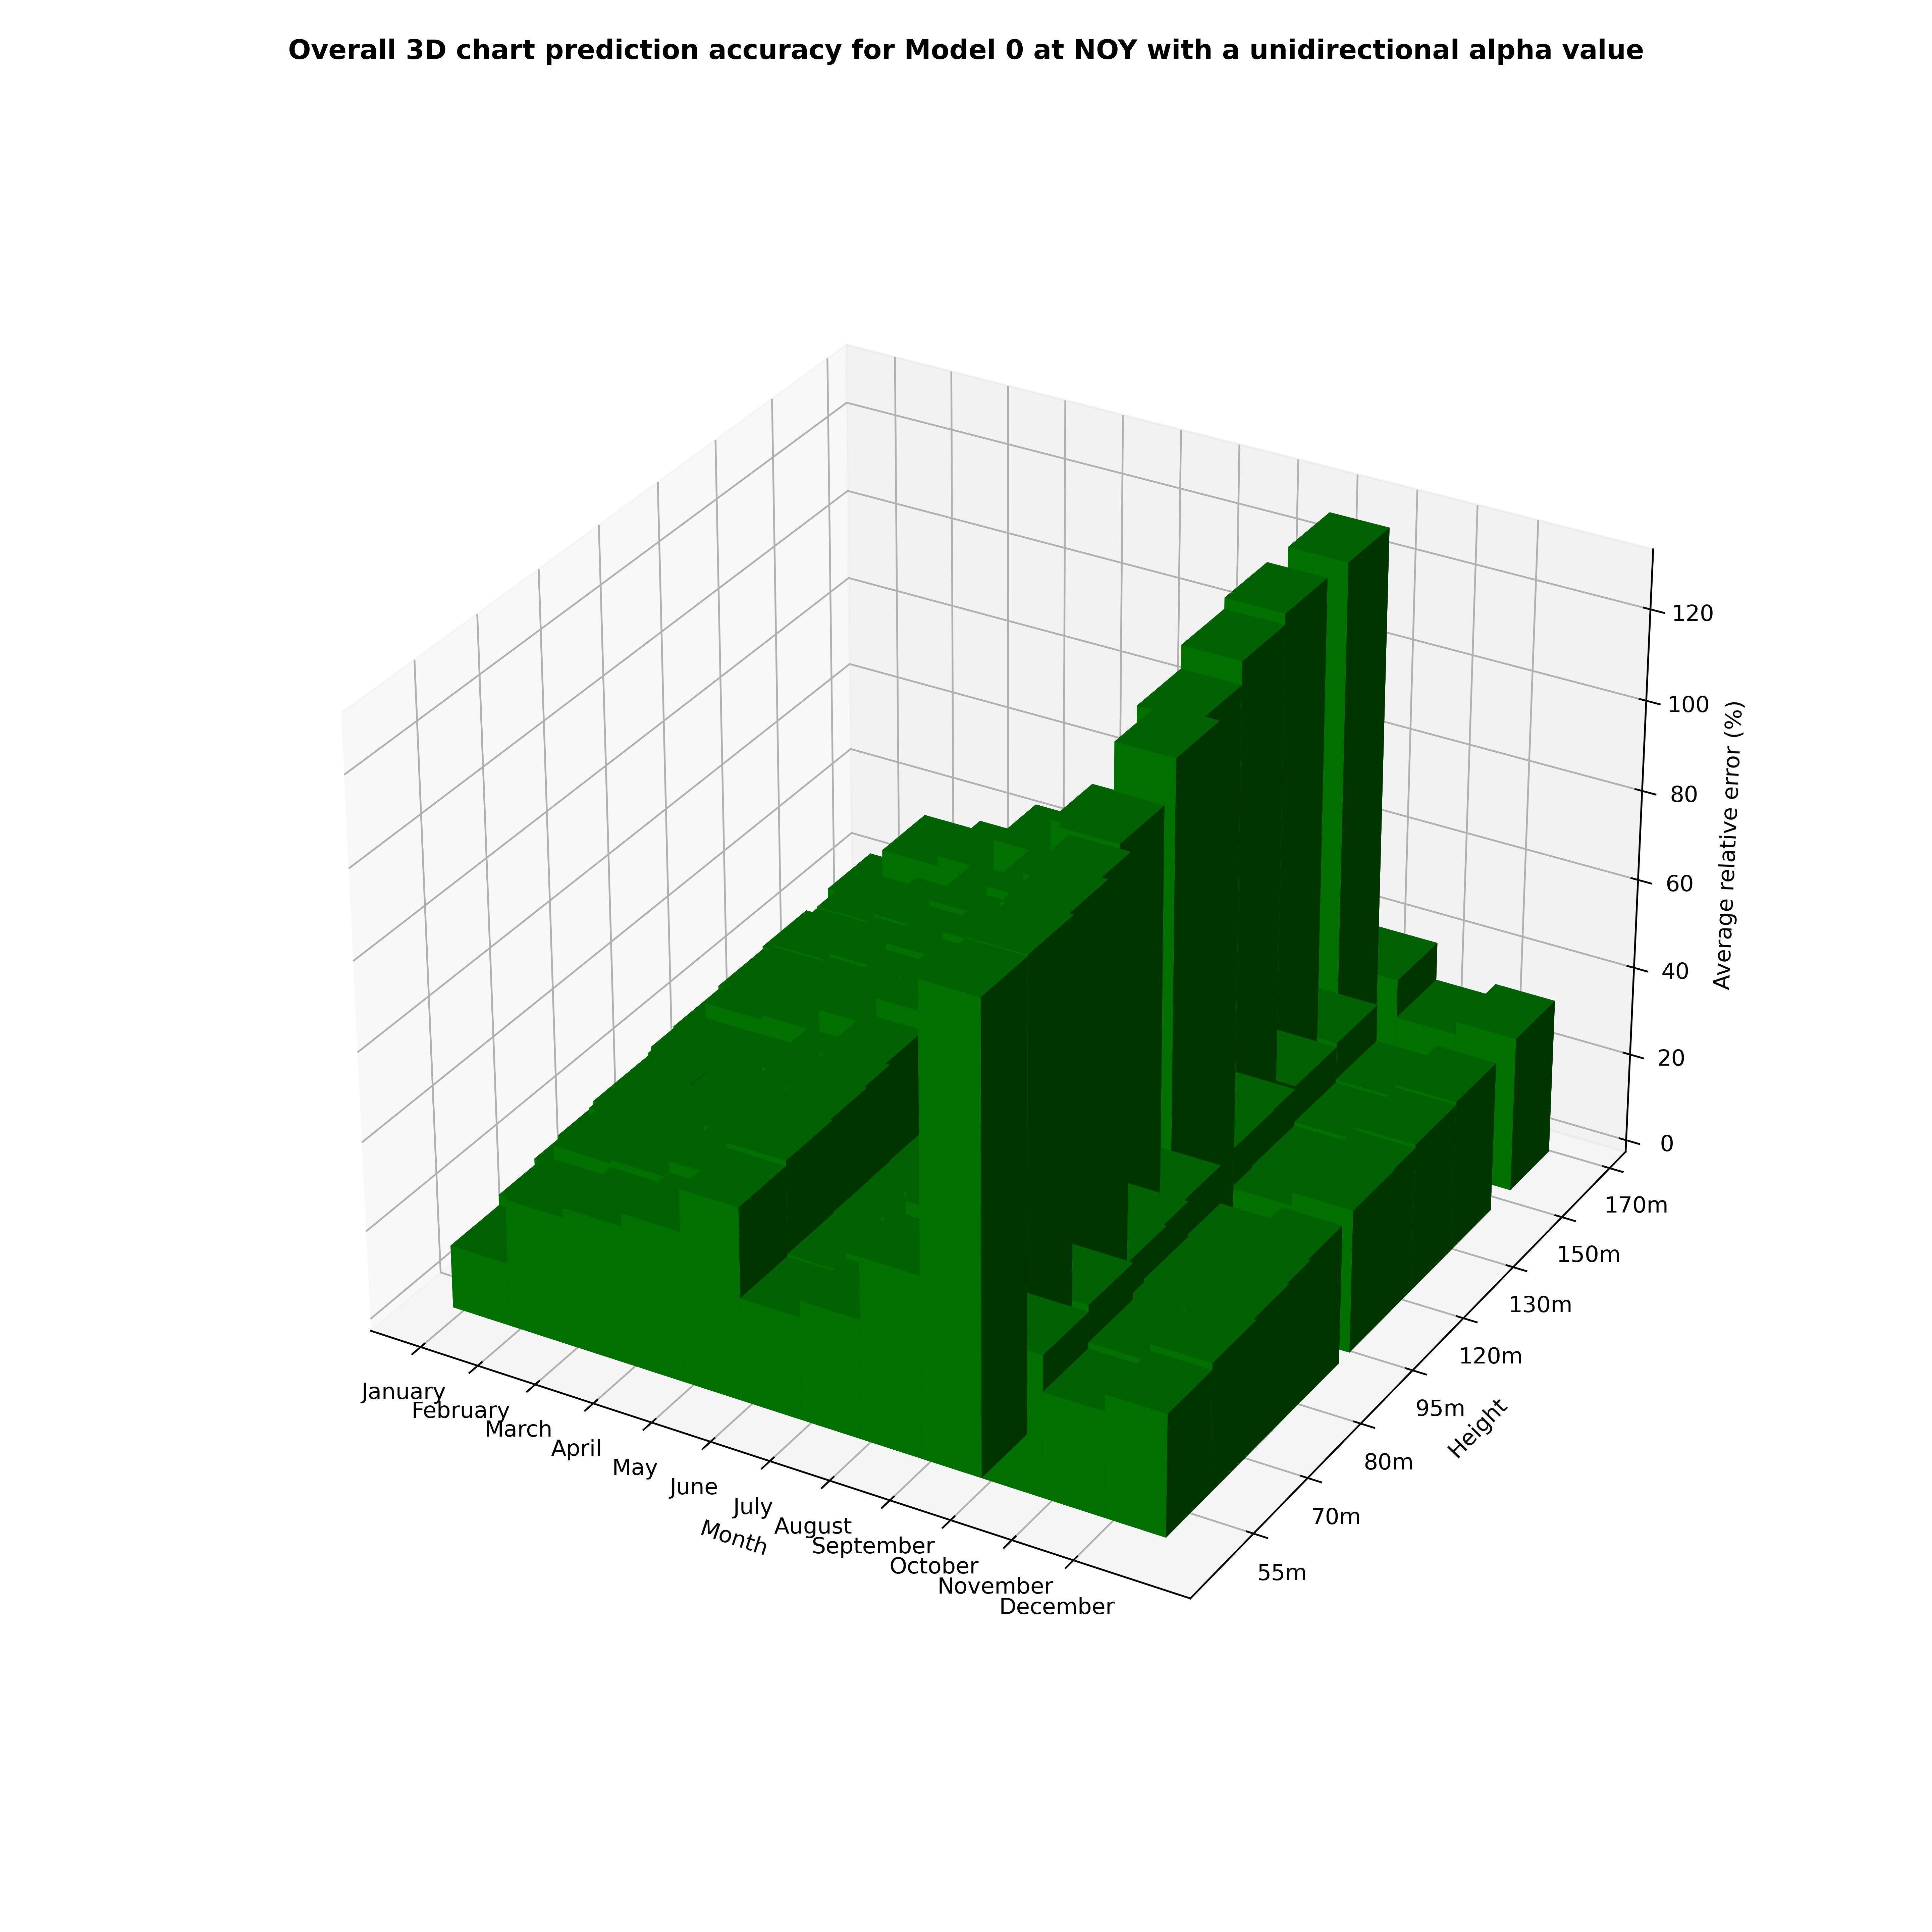 Overall 3D chart prediction accuracy for Model 0 at NOY with a unidirectional alpha value
120
100
80
60
40
20
0
Average relative error (%)
170m
150m
130m
120m
95m
80m
70m
55m
Height
January
February
March
April
May
June
July
August
September
October
November
December
Month